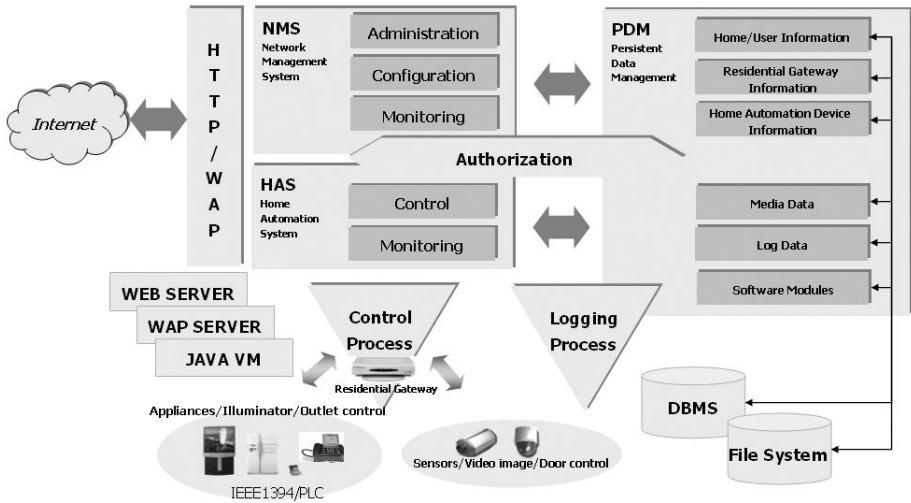 Internet
HTTP/WAP
NMS
Network
Management
System
Administration
Configuration
Monitoring
PDM
Persistent
Data
Management
Home/User Information
Residential Gateway
Information
Home Automation Device
Information
Authorization
HAS
Home
Automation
System
Control
Monitoring
Media Data
Log Data
Software Modules
WEB SERVER
WAP SERVER
JAVA VM
Control
Process
Logging
Process
Residential Gateway
Appliances/Illuminator/Outlet control
IEEE1394/PLC
Sensors/Video image/Door control
DBMS
File System